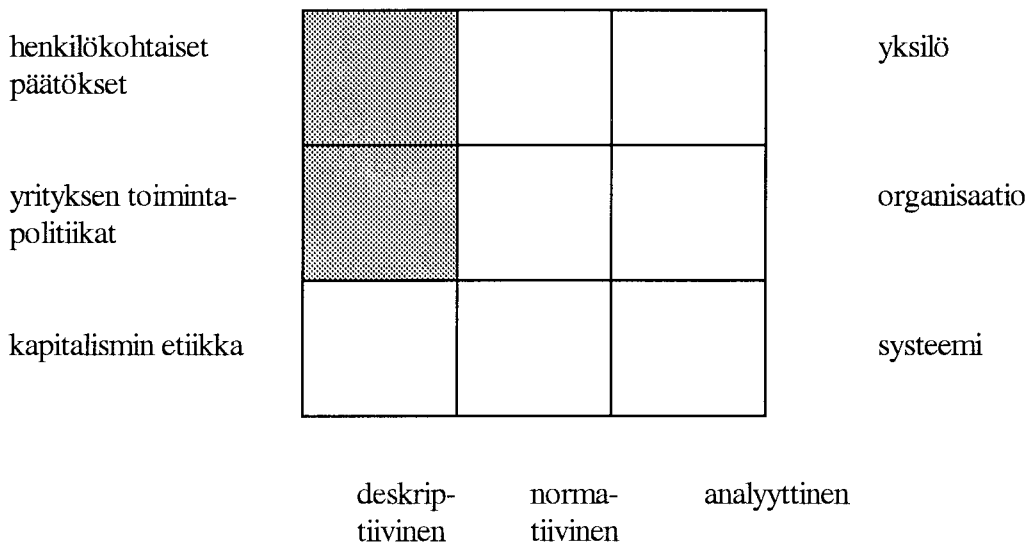 henkilökohtaiset
päätökset
yksilö
yrityksen toiminta-
politiikat
organisaatio
kapitalismin etiikka
systeemi
deskrip-
tiivinen
norma-
tiivinen
analyyttinen